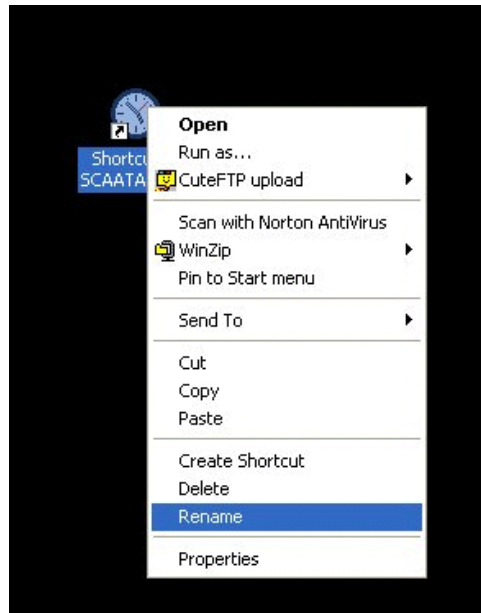 Shortcu
SCAATA
Open
Run as...
CuteFTP upload
Scan with Norton AntiVirus
WinZip
Pin to Start menu
Send To
Cut
Copy
Paste
Create Shortcut
Delete
Rename
Properties